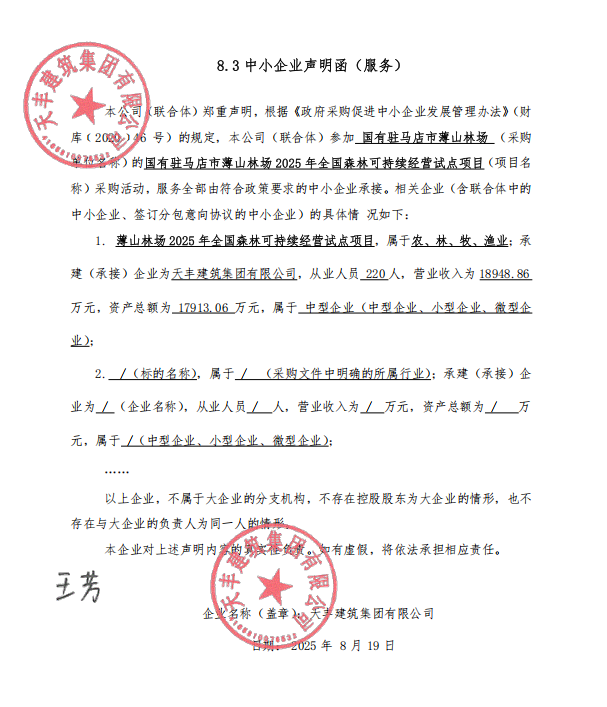 8.3 中小企业声明函（服务）
本公司（联合体）郑重声明，根据《政府采购促进中小企业发展管理办法》（财
库﹝2020﹞46 号）的规定，本公司（联合体）参加 国有驻马店市薄山林场 （采购
单位名称）的国有驻马店市薄山林场 2025 年全国森林可持续经营试点项目（项目名
称）采购活动，服务全部由符合政策要求的中小企业承接。相关企业（含联合体中的
中小企业、签订分包意向协议的中小企业）的具体情 况如下：
1. 薄山林场 2025 年全国森林可持续经营试点项目，属于农、林、牧、渔业；承
建（承接）企业为天丰建筑集团有限公司，从业人员 220 人，营业收入为 18948.86
万元，资产总额为 17913.06 万元，属于 中型企业（中型企业、小型企业、微型企
业）；
2. /（标的名称），属于 / （采购文件中明确的所属行业）；承建（承接）企
业为 / （企业名称），从业人员 / 人，营业收入为 / 万元，资产总额为 / 万
元，属于 /（中型企业、小型企业、微型企业）；
……
以上企业，不属于大企业的分支机构，不存在控股股东为大企业的情形，也不
存在与大企业的负责人为同一人的情形。
本企业对上述声明内容的真实性负责。如有虚假，将依法承担相应责任。
王芳
企业名称（盖章）：天丰建筑集团有限公司
日期： 2025 年 8 月 19 日
天丰建筑集团有限公司
天丰建筑集团有限公司